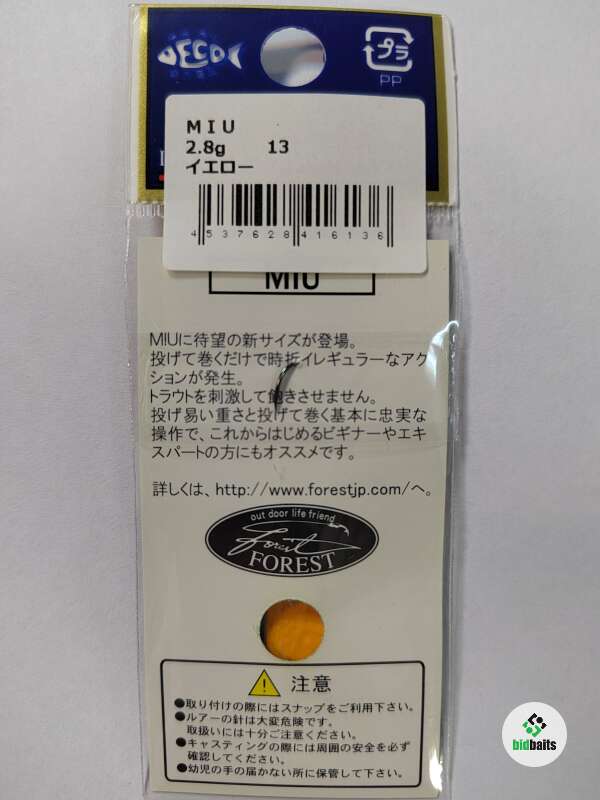 DECOY
プラ
PP
MIU
2.8g 13
イエロー
4 537628 416136
MIU
MIUに待望の新サイズが登場。
投げて巻くだけで時折イレギュラーなアク
ションが発生。
トラウトを刺激して飽きさせません。
投げ易い重さと投げて巻く基本に忠実な
操作で、これからはじめるビギナーやエキ
スパートの方にもオススメです。
詳しくは、http://www.forestjp.com/へ。
out door life friend
Forest
FOREST
注意
●取り付けの際にはスナップをご利用下さい。
●ルアーの針は大変危険です。
取扱いには十分ご注意ください。
●キャスティングの際には周囲の安全を必ず
確認してください。
●幼児の手の届かない所に保管して下さい。
bidbaits